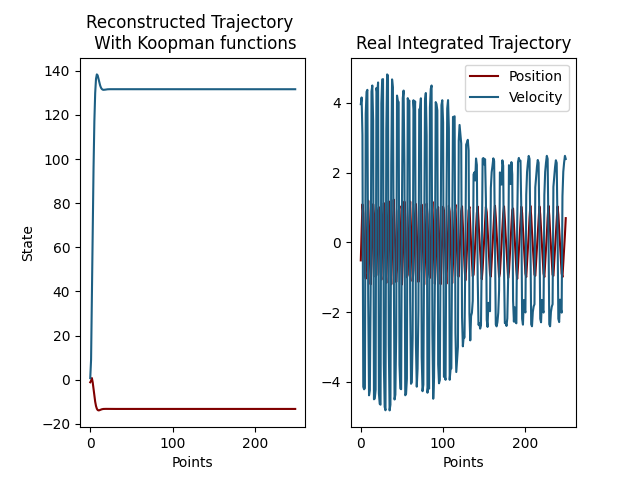 Reconstructed Trajectory
With Koopman functions
140
120
100
80
60
40
20
0
−20
State
0
100
200
Points
Real Integrated Trajectory
Position
Velocity
4
2
0
−2
−4
0
100
200
Points